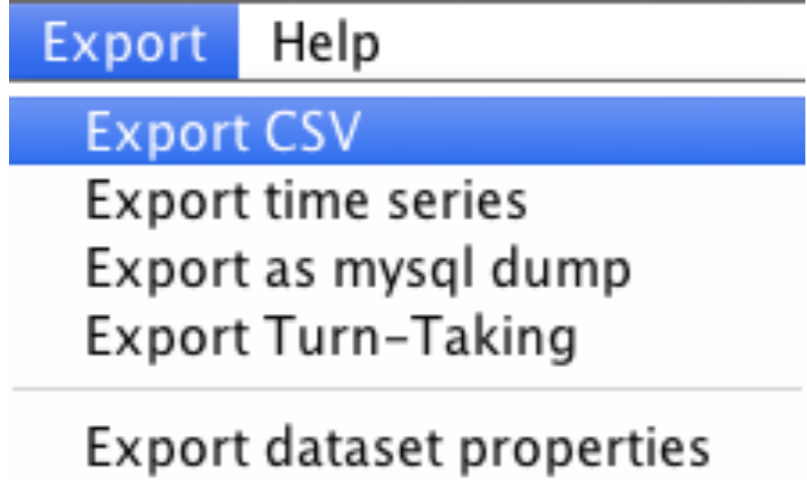 Export Help
Export CSV
Export time series
Export as mysql dump
Export Turn-Taking
Export dataset properties